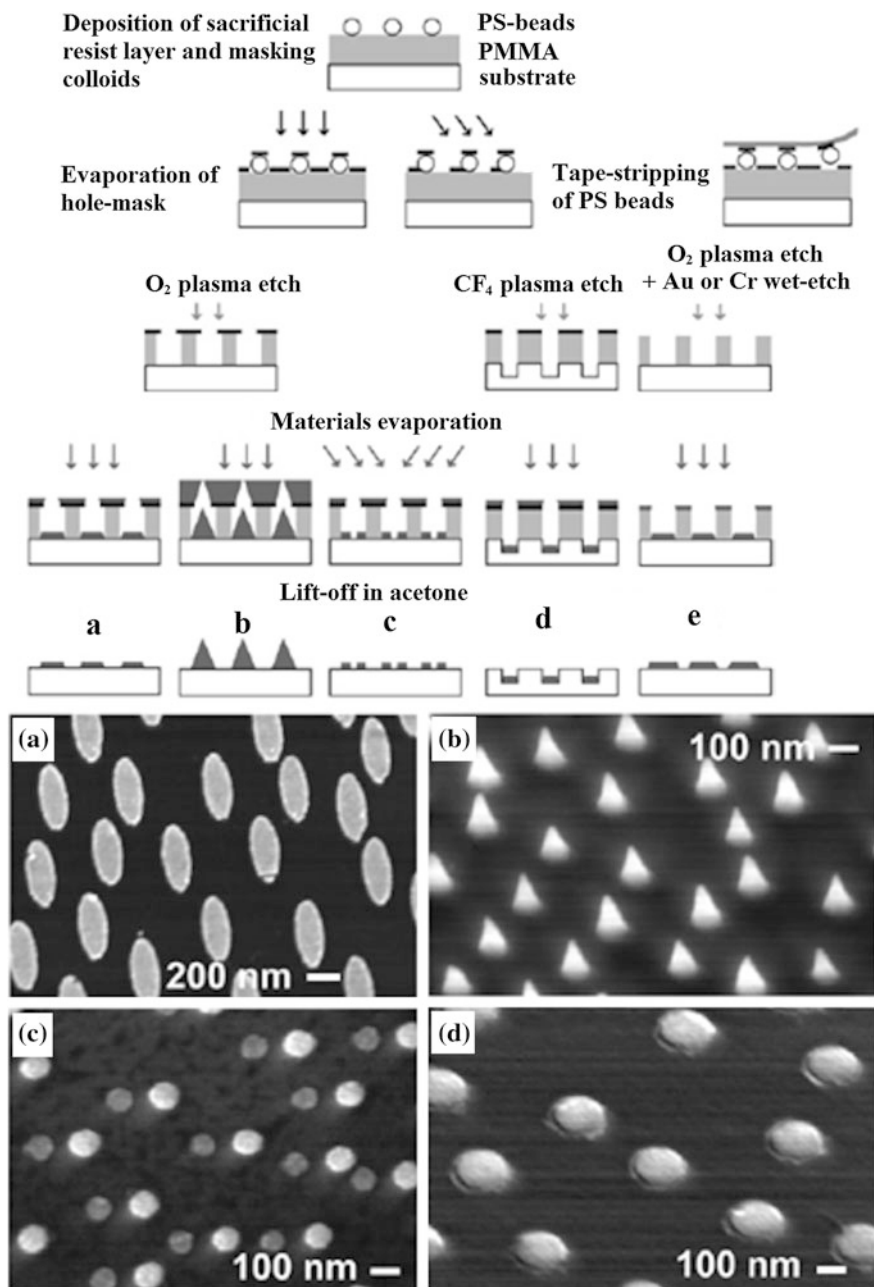 Deposition of sacrificial
resist layer and masking
colloids
PS-beads
PMMA
substrate
Evaporation of
hole-mask
Tape-stripping
of PS beads
O₂ plasma etch
CF₄ plasma etch
O₂ plasma etch
+ Au or Cr wet-etch
Materials evaporation
Lift-off in acetone
a
b
c
d
e
(a)
200 nm
(b)
100 nm
(c)
100 nm
(d)
100 nm